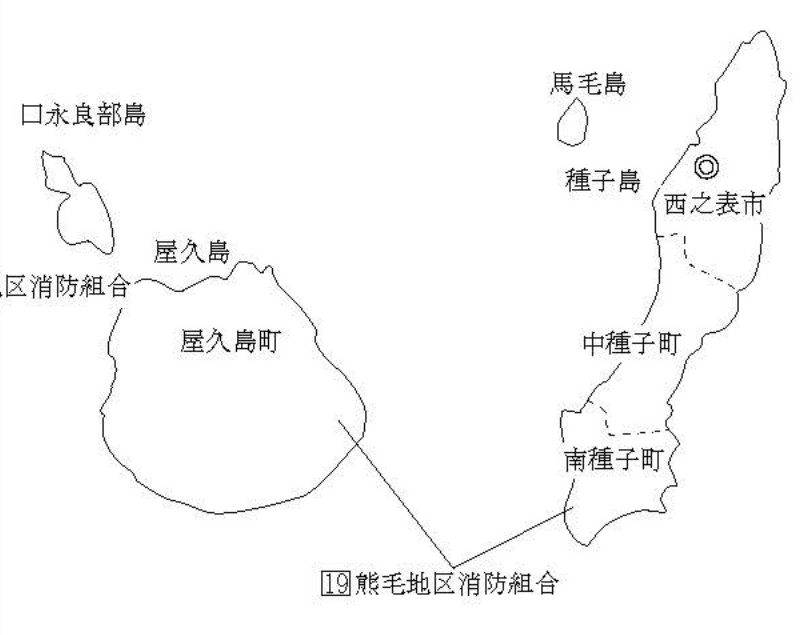 馬毛島
口永良部島
種子島
西之表市
屋久島
区消防組合
屋久島町
中種子町
南種子町
19熊毛地区消防組合